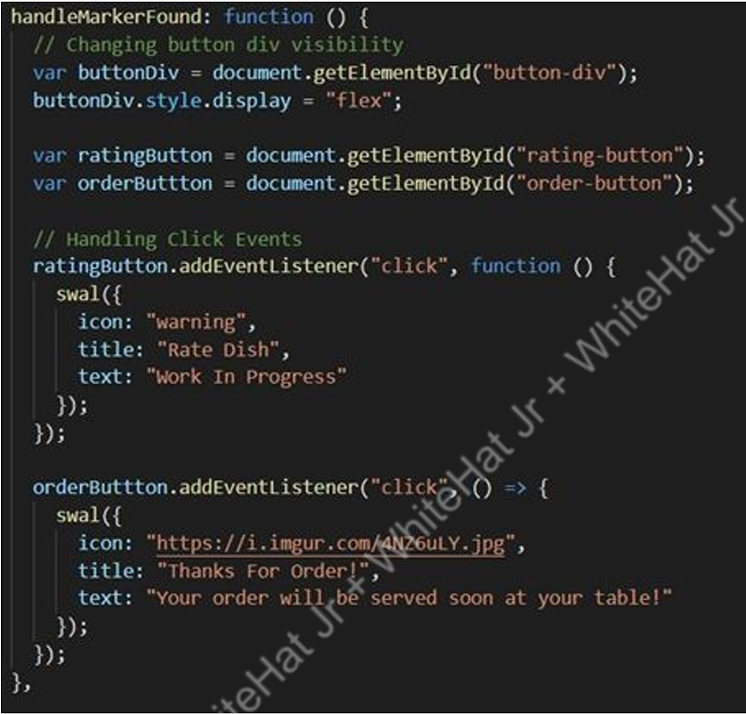 handleMarkerFound: function () {
// Changing button div visibility
var buttonDiv = document.getElementById("button-div");
buttonDiv.style.display = "flex";
var ratingButton = document.getElementById("rating-button");
var orderButtton = document.getElementById("order-button");
// Handling Click Events
ratingButton.addEventListener("click", function () {
swal({
icon: "warning",
title: "Rate Dish",
text: "Work In Progress"
});
});
orderButtton.addEventListener("click", () => {
swal({
icon: "https://i.imgur.com/4NZ6uLY.jpg",
title: "Thanks For Order!",
text: "Your order will be served soon at your table!"
});
});
},
WhiteHat Jr + WhiteHat Jr + WhiteHat Jr